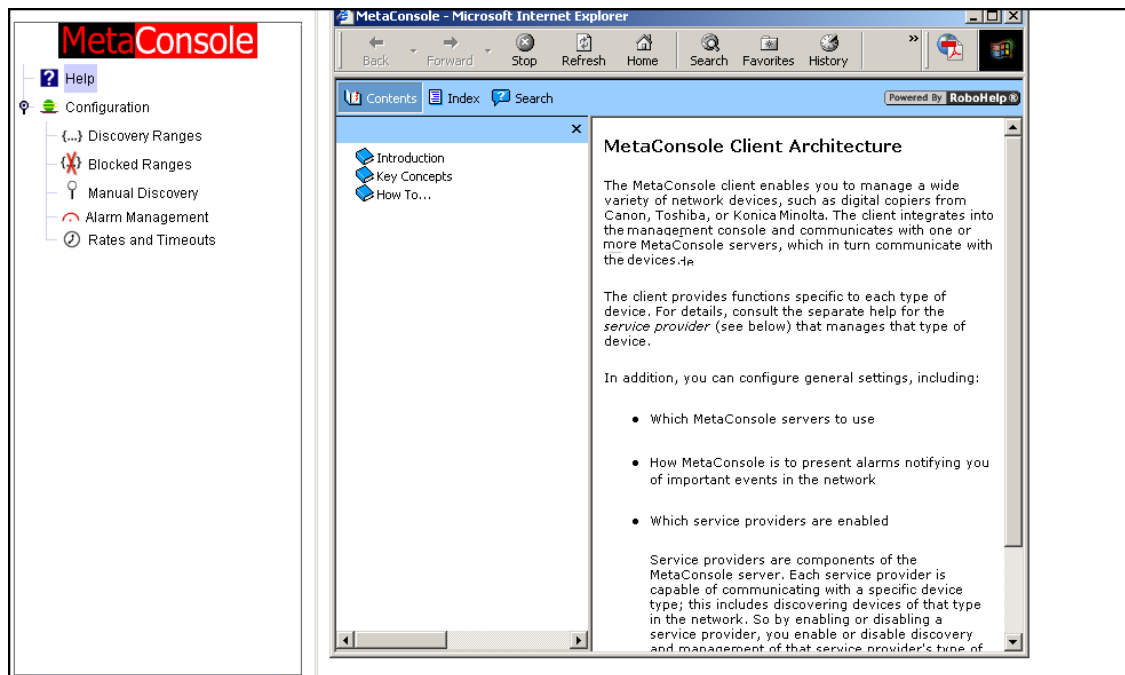 MetaConsole
Help
Configuration
{...} Discovery Ranges
Blocked Ranges
Manual Discovery
Alarm Management
Rates and Timeouts
MetaConsole - Microsoft Internet Explorer
Back Forward Stop Refresh Home Search Favorites History »
Contents Index Search Powered By RoboHelp ®
Introduction
Key Concepts
How To...
MetaConsole Client Architecture
The MetaConsole client enables you to manage a wide
variety of network devices, such as digital copiers from
Canon, Toshiba, or Konica Minolta. The client integrates into
the management console and communicates with one or
more MetaConsole servers, which in turn communicate with
the devices.
The client provides functions specific to each type of
device. For details, consult the separate help for the
service provider (see below) that manages that type of
device.
In addition, you can configure general settings, including:
• Which MetaConsole servers to use
• How MetaConsole is to present alarms notifying you
of important events in the network
• Which service providers are enabled
Service providers are components of the
MetaConsole server. Each service provider is
capable of communicating with a specific device
type; this includes discovering devices of that type
in the network. So by enabling or disabling a
service provider, you enable or disable discovery
and management of that service provider's type of